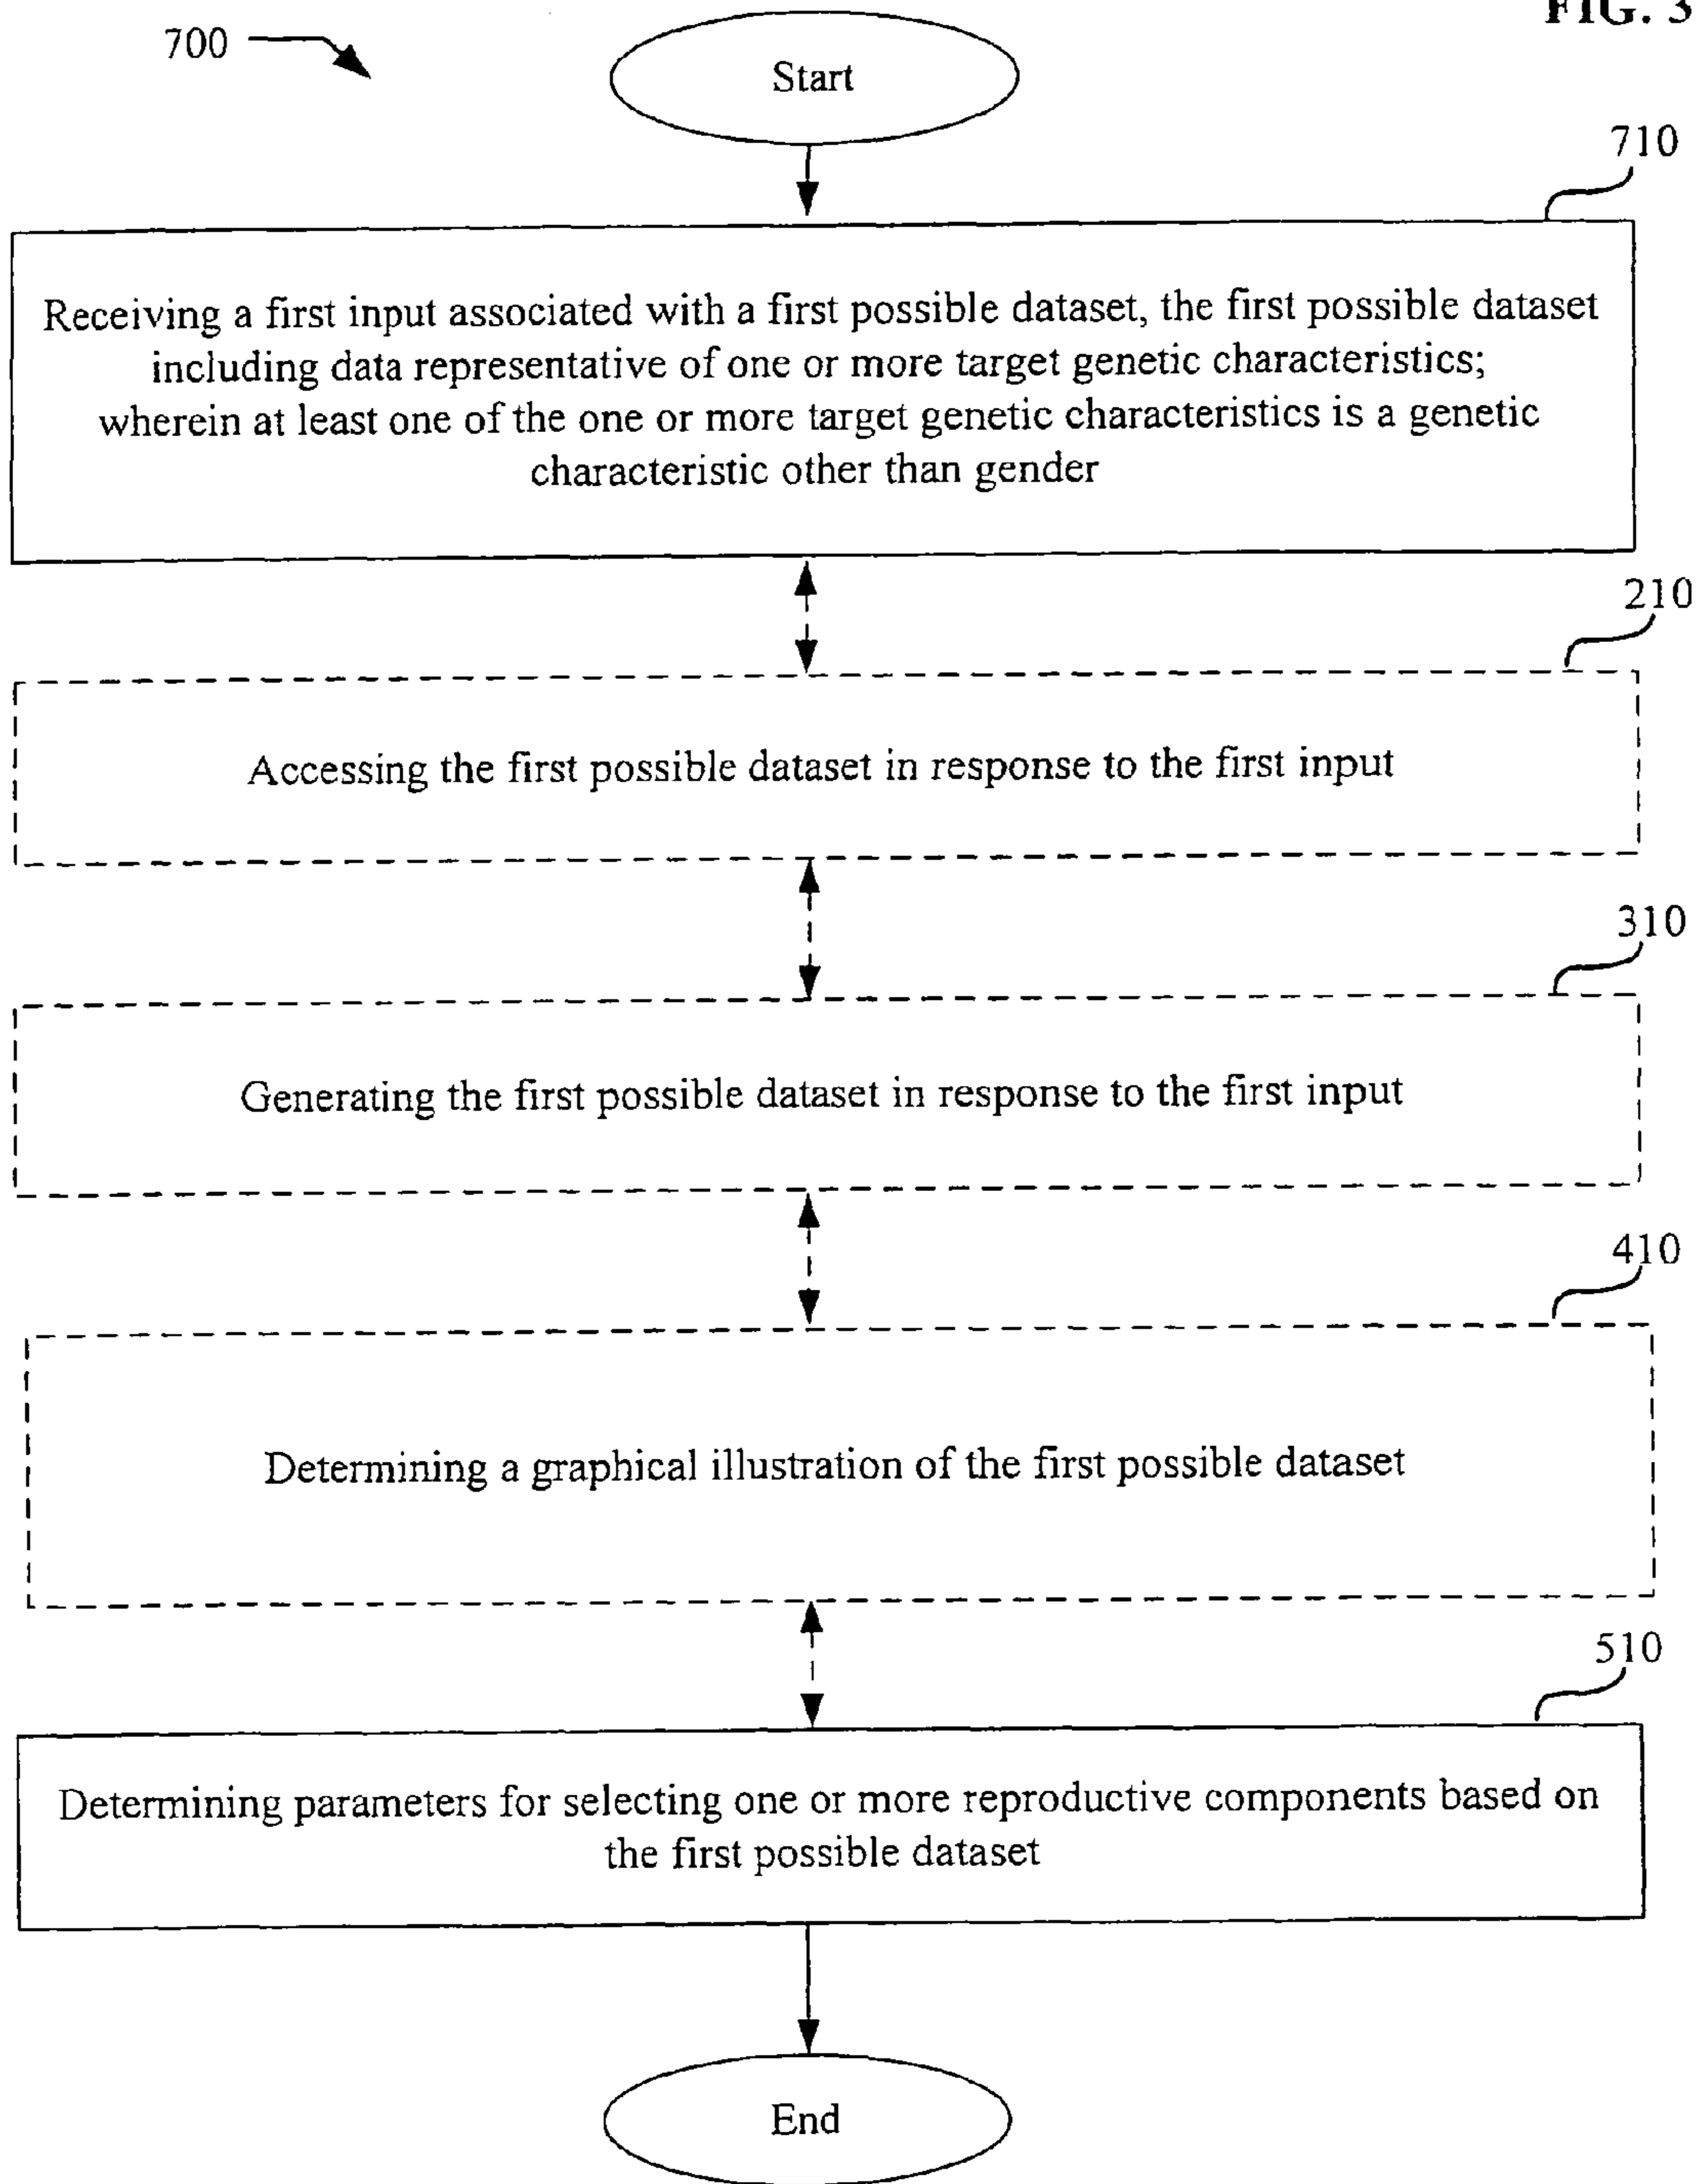 FIG. 3
700
Start
710
Receiving a first input associated with a first possible dataset, the first possible dataset
including data representative of one or more target genetic characteristics;
wherein at least one of the one or more target genetic characteristics is a genetic
characteristic other than gender
210
Accessing the first possible dataset in response to the first input
310
Generating the first possible dataset in response to the first input
410
Determining a graphical illustration of the first possible dataset
510
Determining parameters for selecting one or more reproductive components based on
the first possible dataset
End